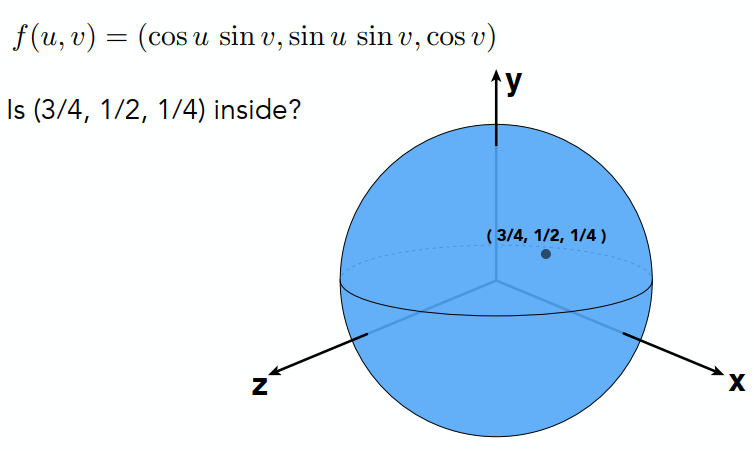 f(u, v) = (cos u sin v, sin u sin v, cos v)
Is (3/4, 1/2, 1/4) inside?
y
( 3/4, 1/2, 1/4 )
z
x